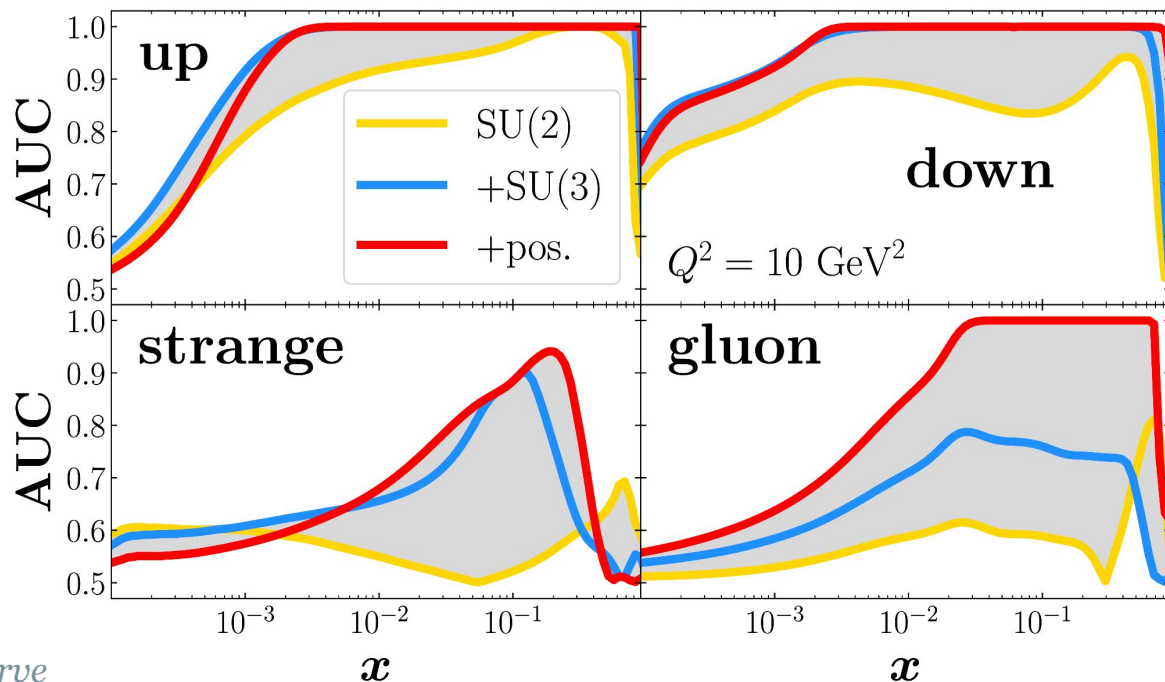 1.0
0.9
0.8
0.7
0.6
0.5
AUC
up
SU(2)
+SU(3)
+pos.
down
Q² = 10 GeV²
1.0
0.9
0.8
0.7
0.6
0.5
AUC
strange
gluon
10⁻³
10⁻²
10⁻¹
10⁻³
10⁻²
10⁻¹
x
x
rve